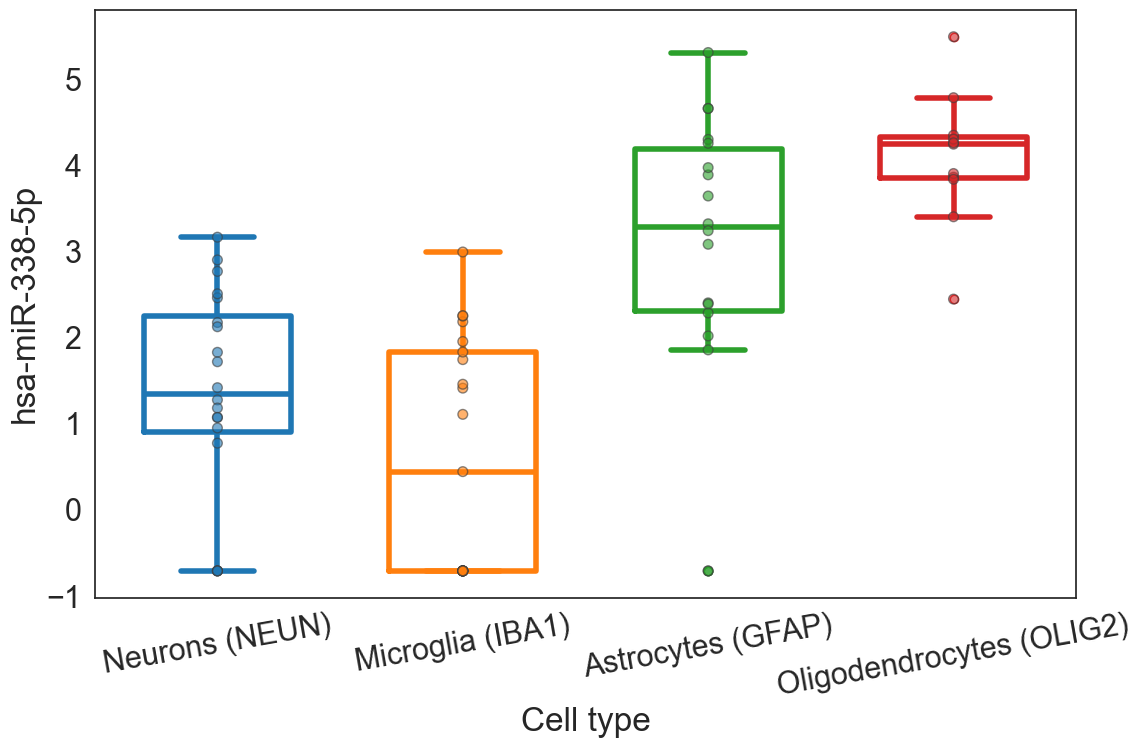 hsa-miR-338-5p
5
4
3
2
1
0
−1
Neurons (NEUN)
Microglia (IBA1)
Astrocytes (GFAP)
Oligodendrocytes (OLIG2)
Cell type